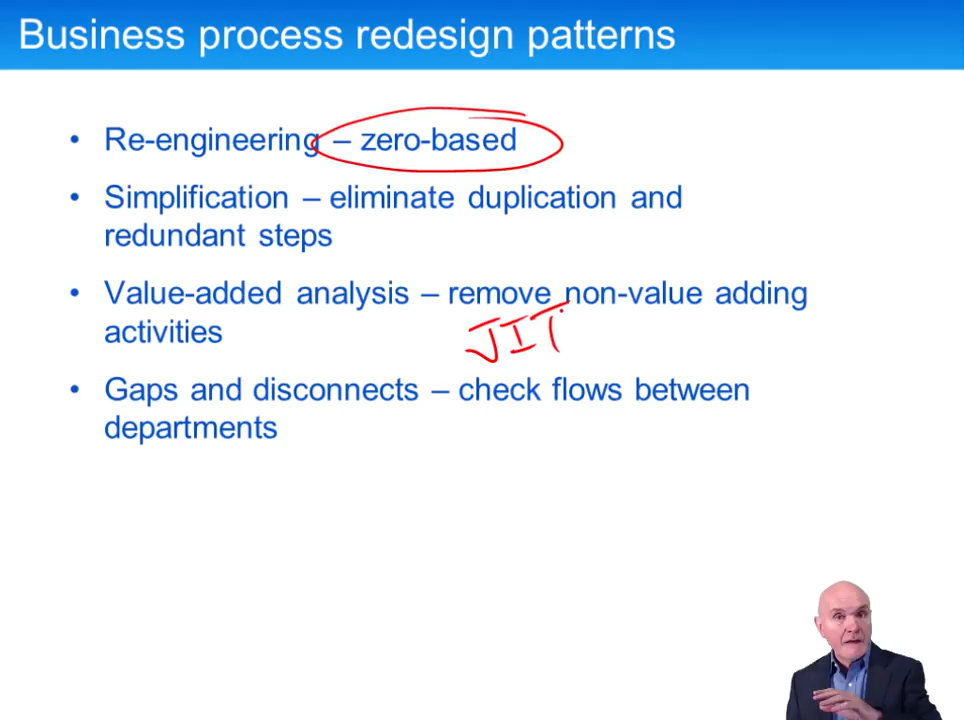 Business process redesign patterns
• Re-engineering – zero-based
• Simplification – eliminate duplication and
redundant steps
• Value-added analysis – remove non-value adding
activities
JIT
• Gaps and disconnects – check flows between
departments